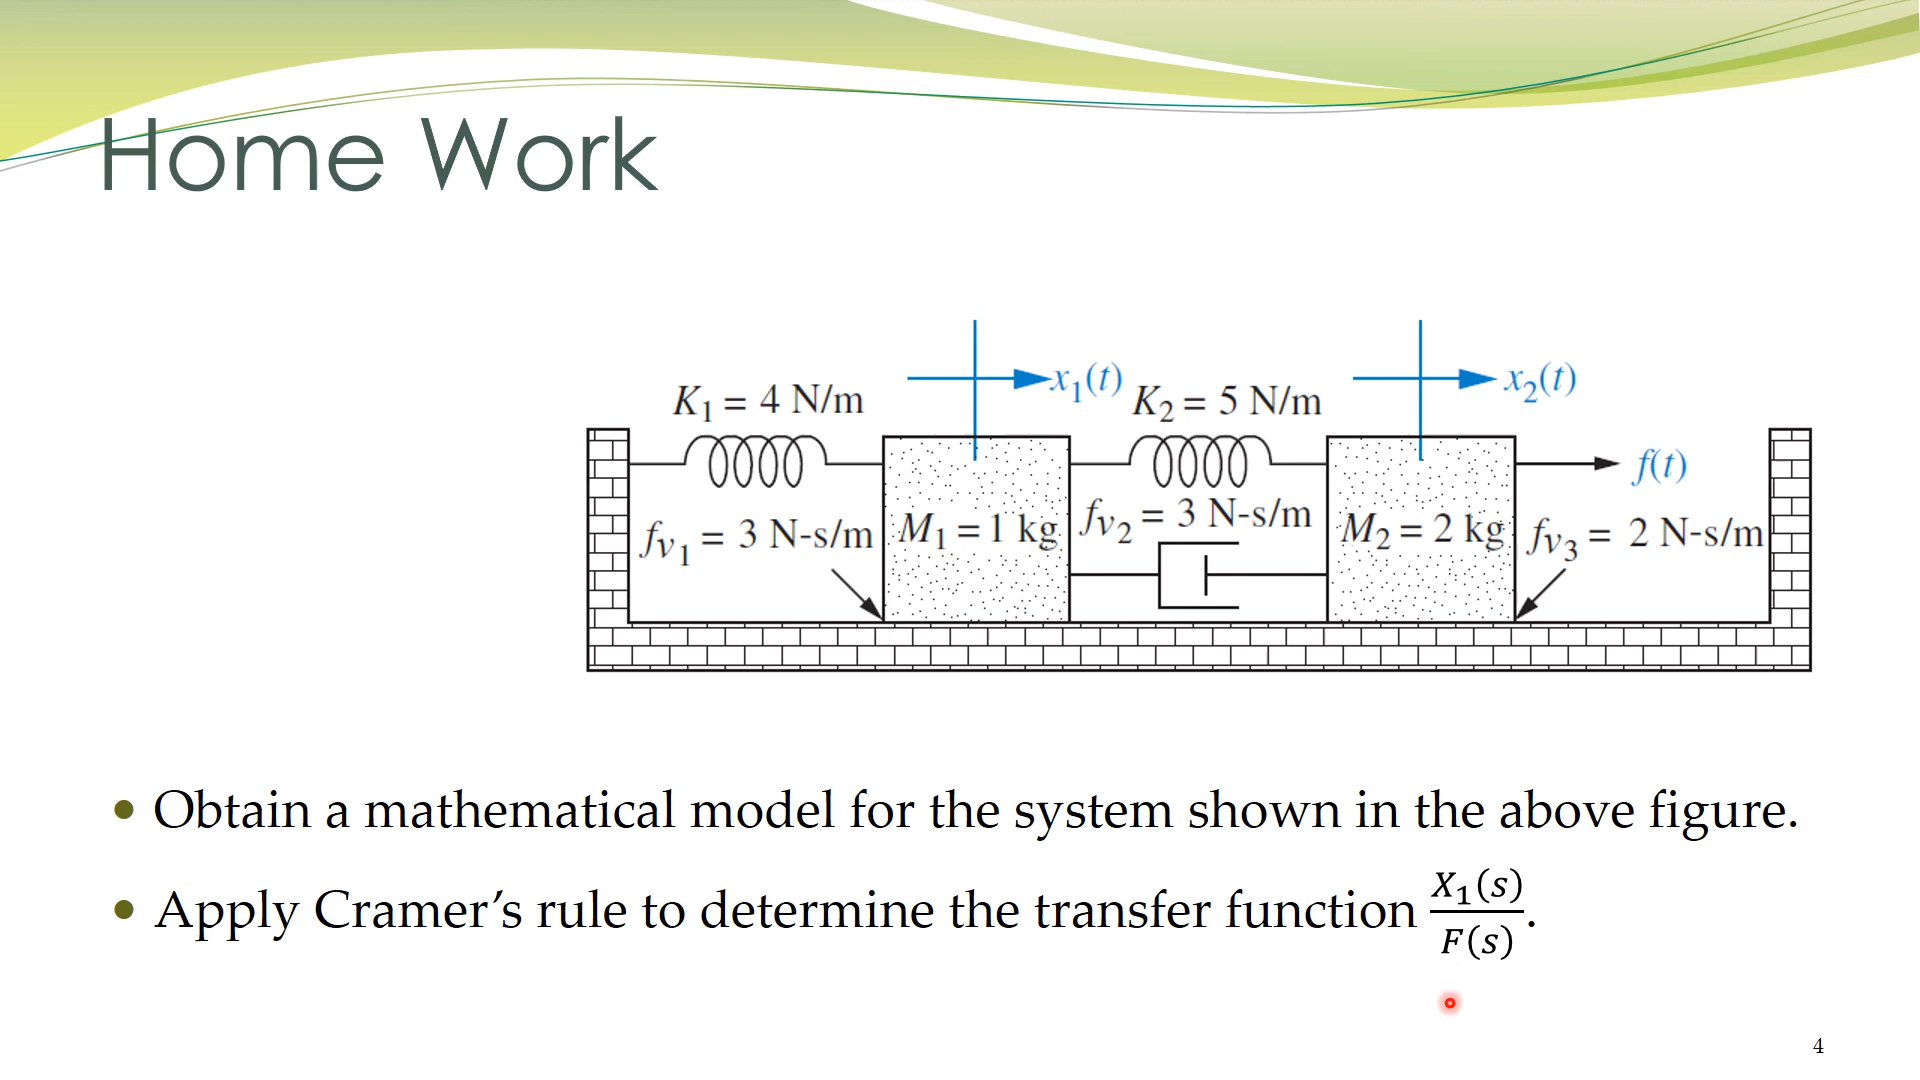 Home Work
x₁(t)
x₂(t)
K₁ = 4 N/m
K₂ = 5 N/m
f(t)
fᵥ₁ = 3 N-s/m
M₁ = 1 kg
fᵥ₂ = 3 N-s/m
M₂ = 2 kg
fᵥ₃ = 2 N-s/m
• Obtain a mathematical model for the system shown in the above figure.
• Apply Cramer’s rule to determine the transfer function X₁(s)/F(s).
4